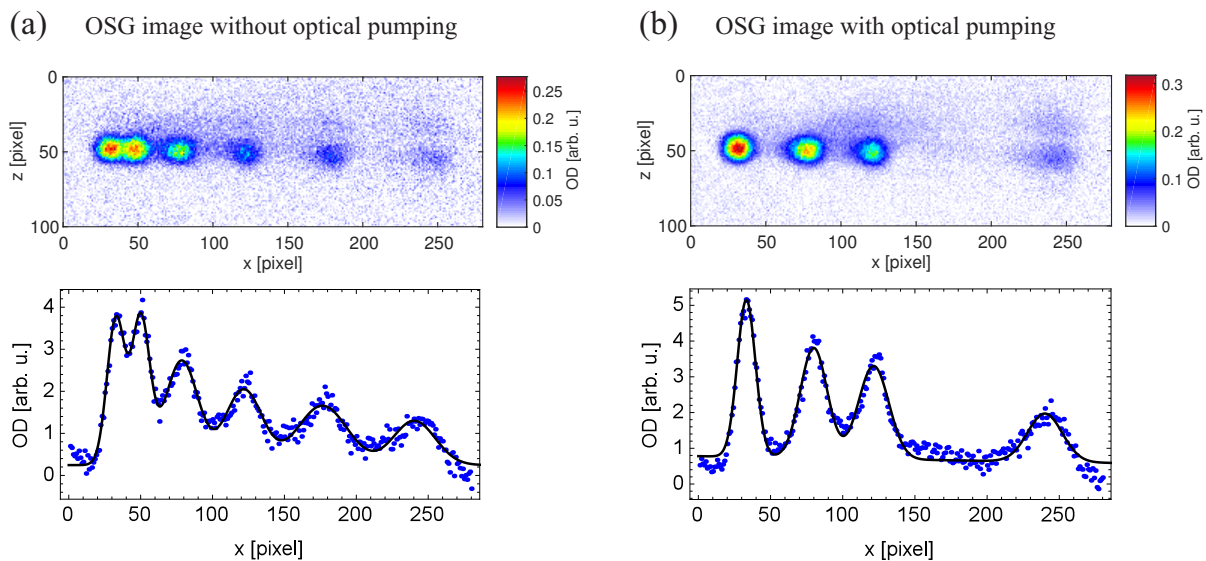 (a) OSG image without optical pumping
0
50
100
z [pixel]
0 50 100 150 200 250
x [pixel]
0.25
0.2
0.15
0.1
0.05
0
OD [arb. u.]
4
3
2
1
0
OD [arb. u.]
0 50 100 150 200 250
x [pixel]
(b) OSG image with optical pumping
0
50
100
z [pixel]
0 50 100 150 200 250
x [pixel]
0.3
0.2
0.1
0
OD [arb. u.]
5
4
3
2
1
0
OD [arb. u.]
0 50 100 150 200 250
x [pixel]